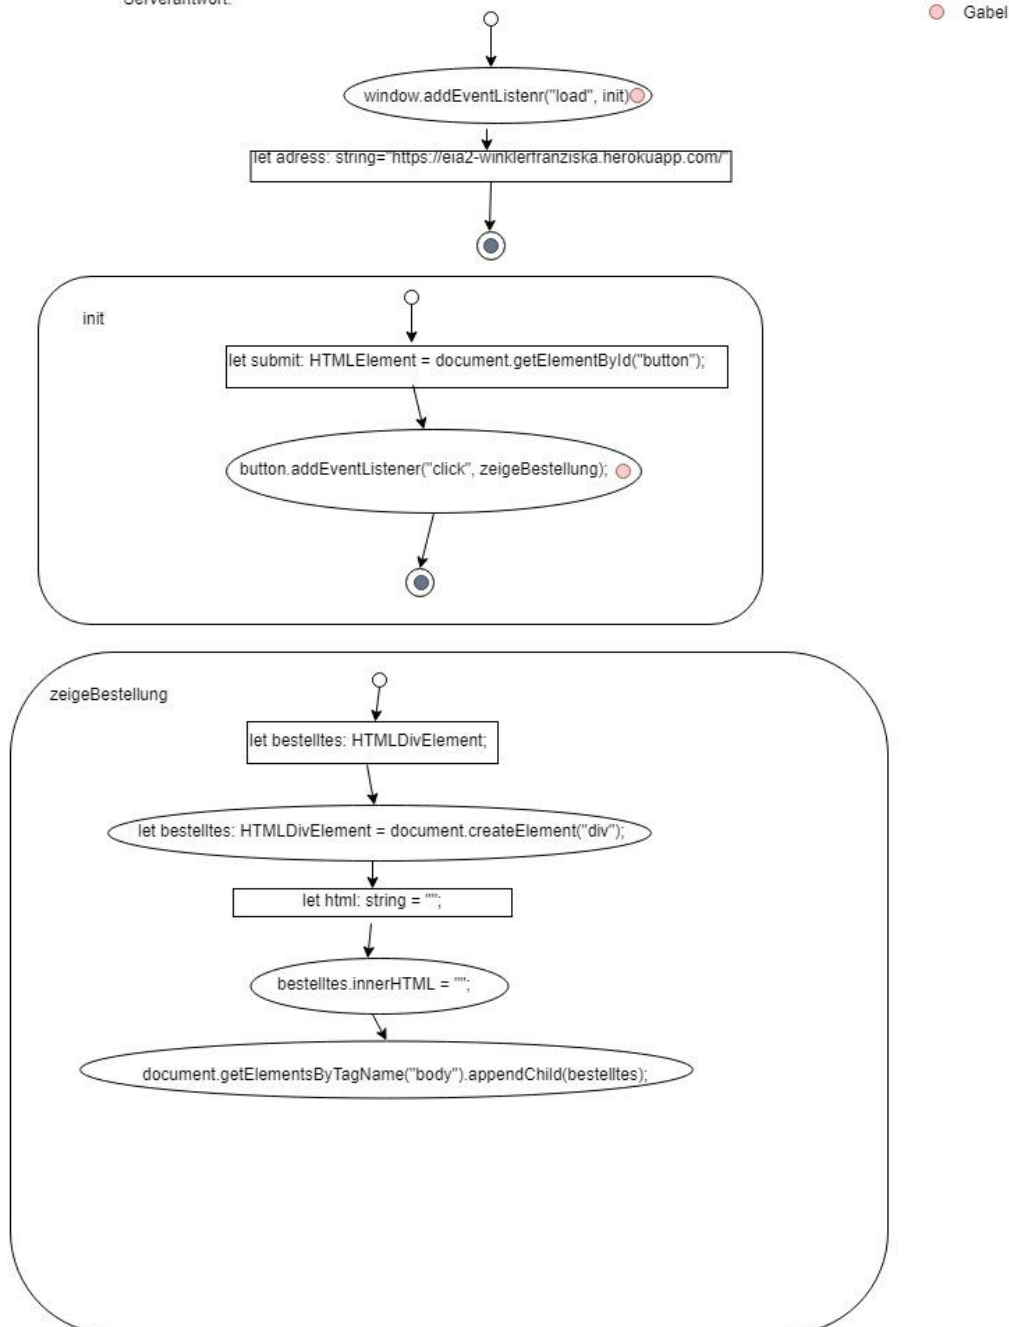 Serverantwort:
Gabel
window.addEventListenr("load", init)
let adress: string="https://eia2-winklerfranziska.herokuapp.com/"
init
let submit: HTMLElement = document.getElementById("button");
button.addEventListener("click", zeigeBestellung);
zeigeBestellung
let bestelltes: HTMLDivElement;
let bestelltes: HTMLDivElement = document.createElement("div");
let html: string = "";
bestelltes.innerHTML = "";
document.getElementsByTagName("body").appendChild(bestelltes);